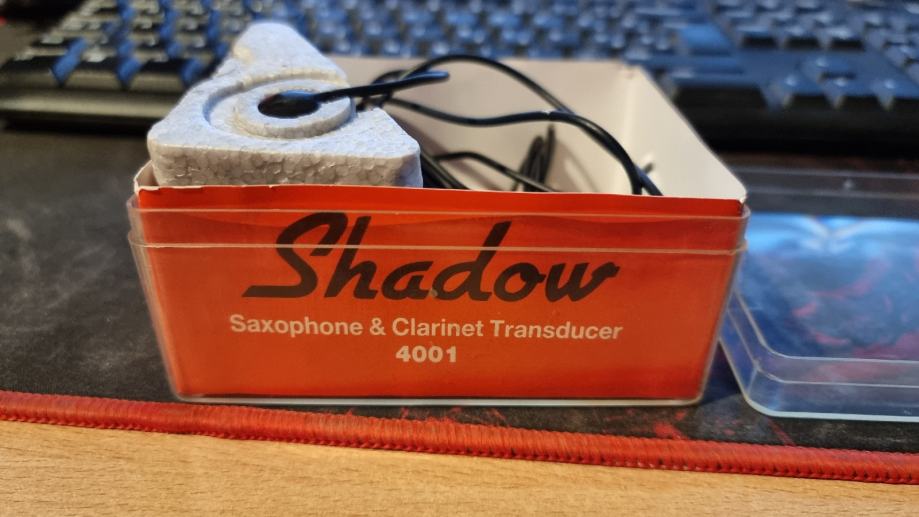 Shadow
Saxophone & Clarinet Transducer
4001